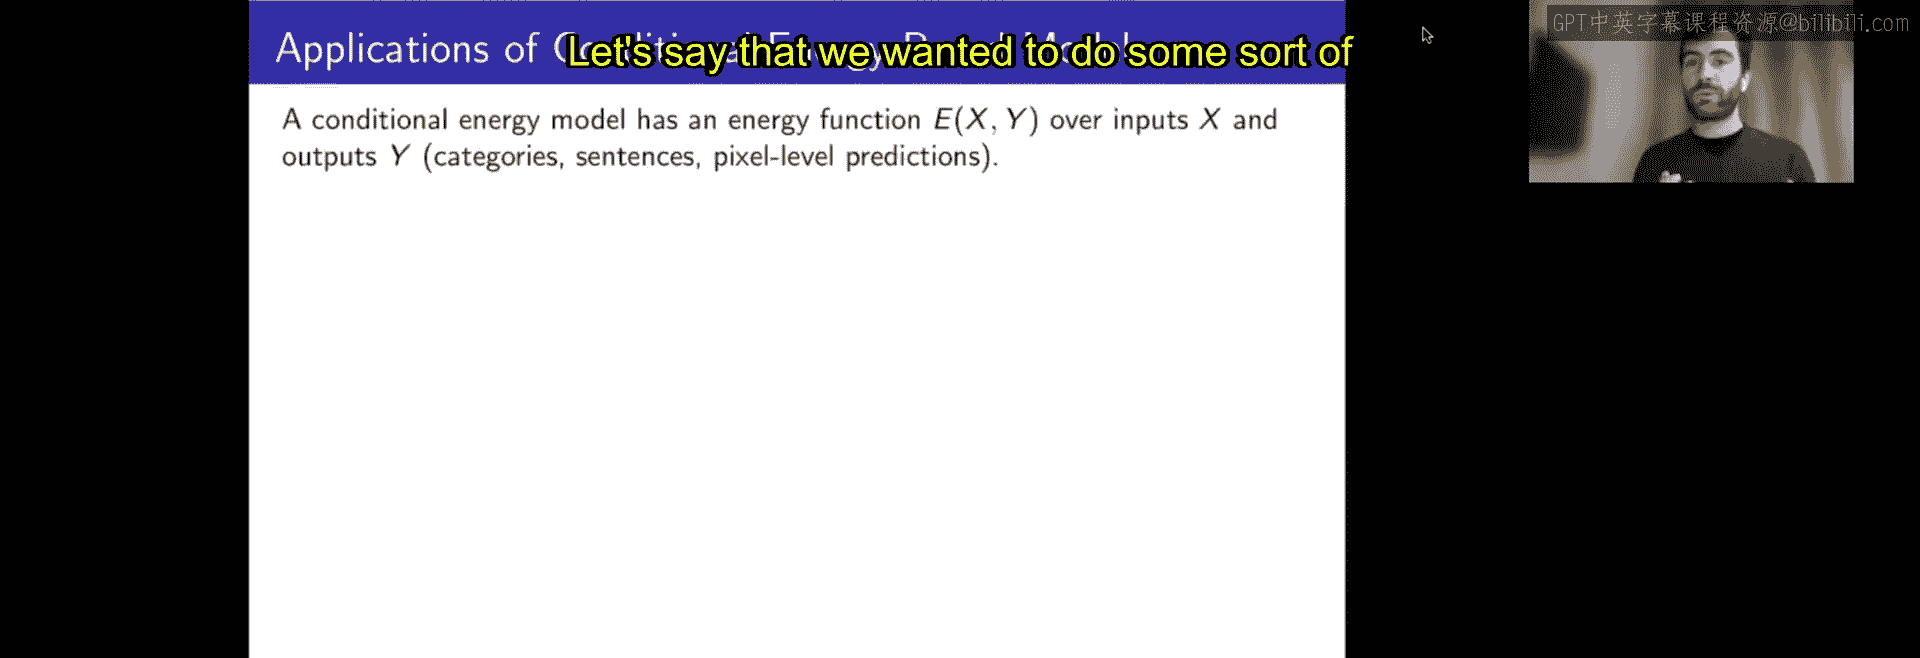 Applications of
Let's say that we wanted to do some sort of
GPT中英字幕课程资源@bilibili.com
A conditional energy model has an energy function E(X, Y) over inputs X and
outputs Y (categories, sentences, pixel-level predictions).